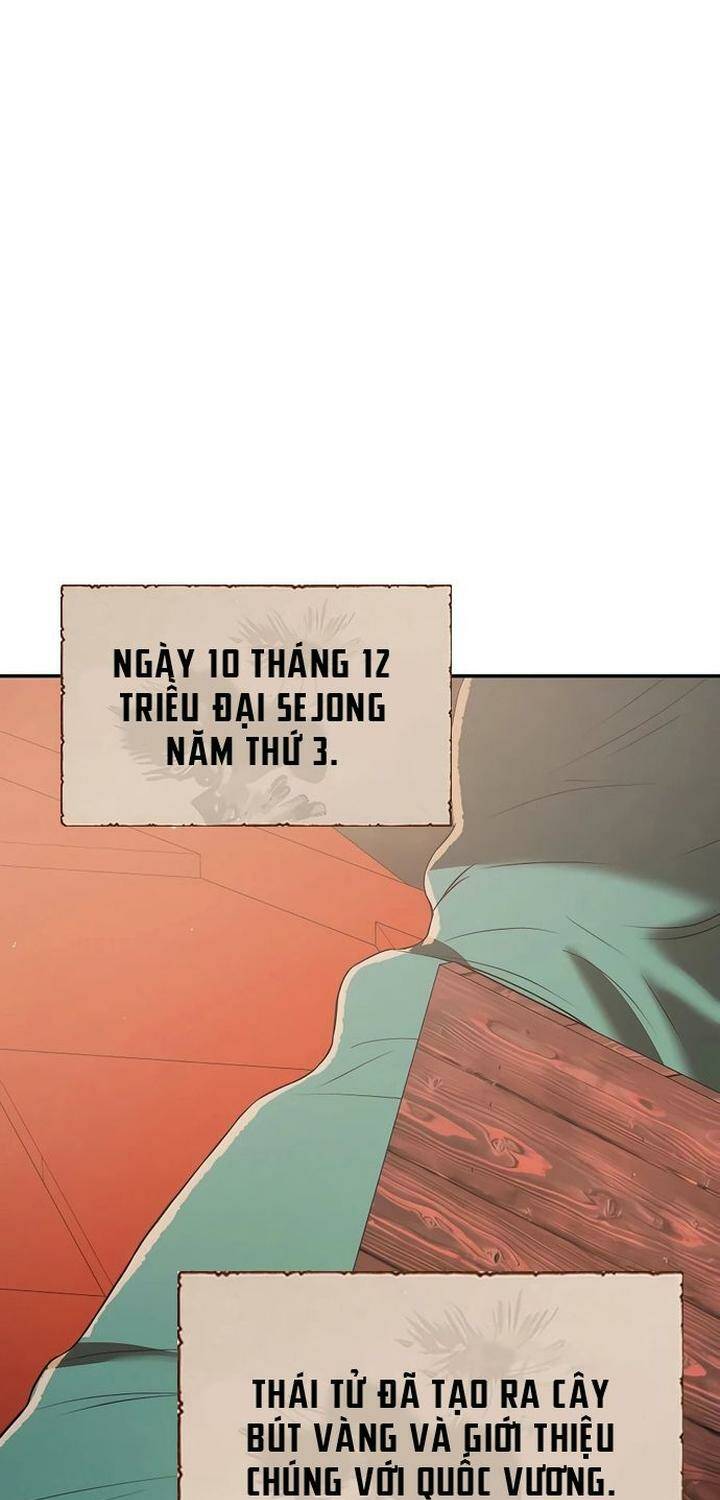 NGÀY 10 THÁNG 12
TRIỀU ĐẠI SEJONG
NĂM THỨ 3.
THÁI TỬ ĐÃ TẠO RA CÂY
BÚT VÀNG VÀ GIỚI THIỆU
CHÚNG VỚI QUỐC VƯƠNG.